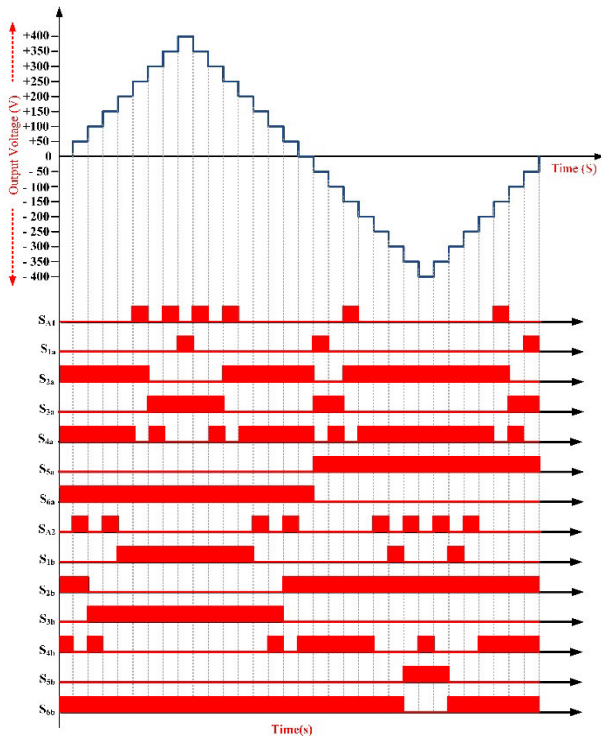 Output Voltage (V)
+400
+350
+300
+250
+200
+150
+100
+50
0
- 50
- 100
- 150
- 200
- 250
- 300
- 350
- 400
Time (S)
SA1
S1a
S2a
S3a
S4a
S5a
S6a
SA2
S1b
S2b
S3b
S4b
S5b
S6b
Time(s)